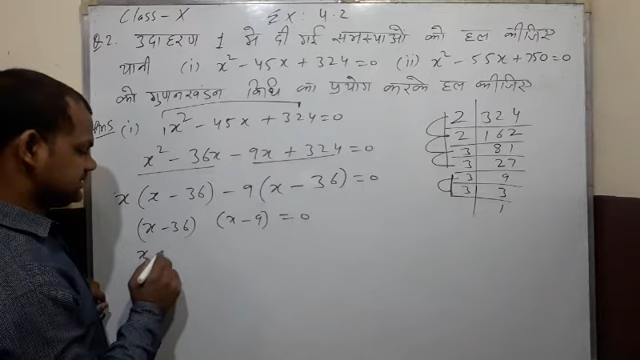 Class-X Ex: 4.2
Q2. उदाहरण 1 मे दी गई समस्याओ को हल कीजिए
यानी (i) x² - 45x + 324 = 0 (ii) x² - 55x + 750 = 0
को गुणनखंडन विधि का प्रयोग करके हल कीजिए
Ans (i) 1x² - 45x + 324 = 0
x² - 36x - 9x + 324 = 0
x(x - 36) - 9(x - 36) = 0
(x - 36) (x - 9) = 0
x
2 | 324
2 | 162
3 | 81
3 | 27
3 | 9
3 | 3
1